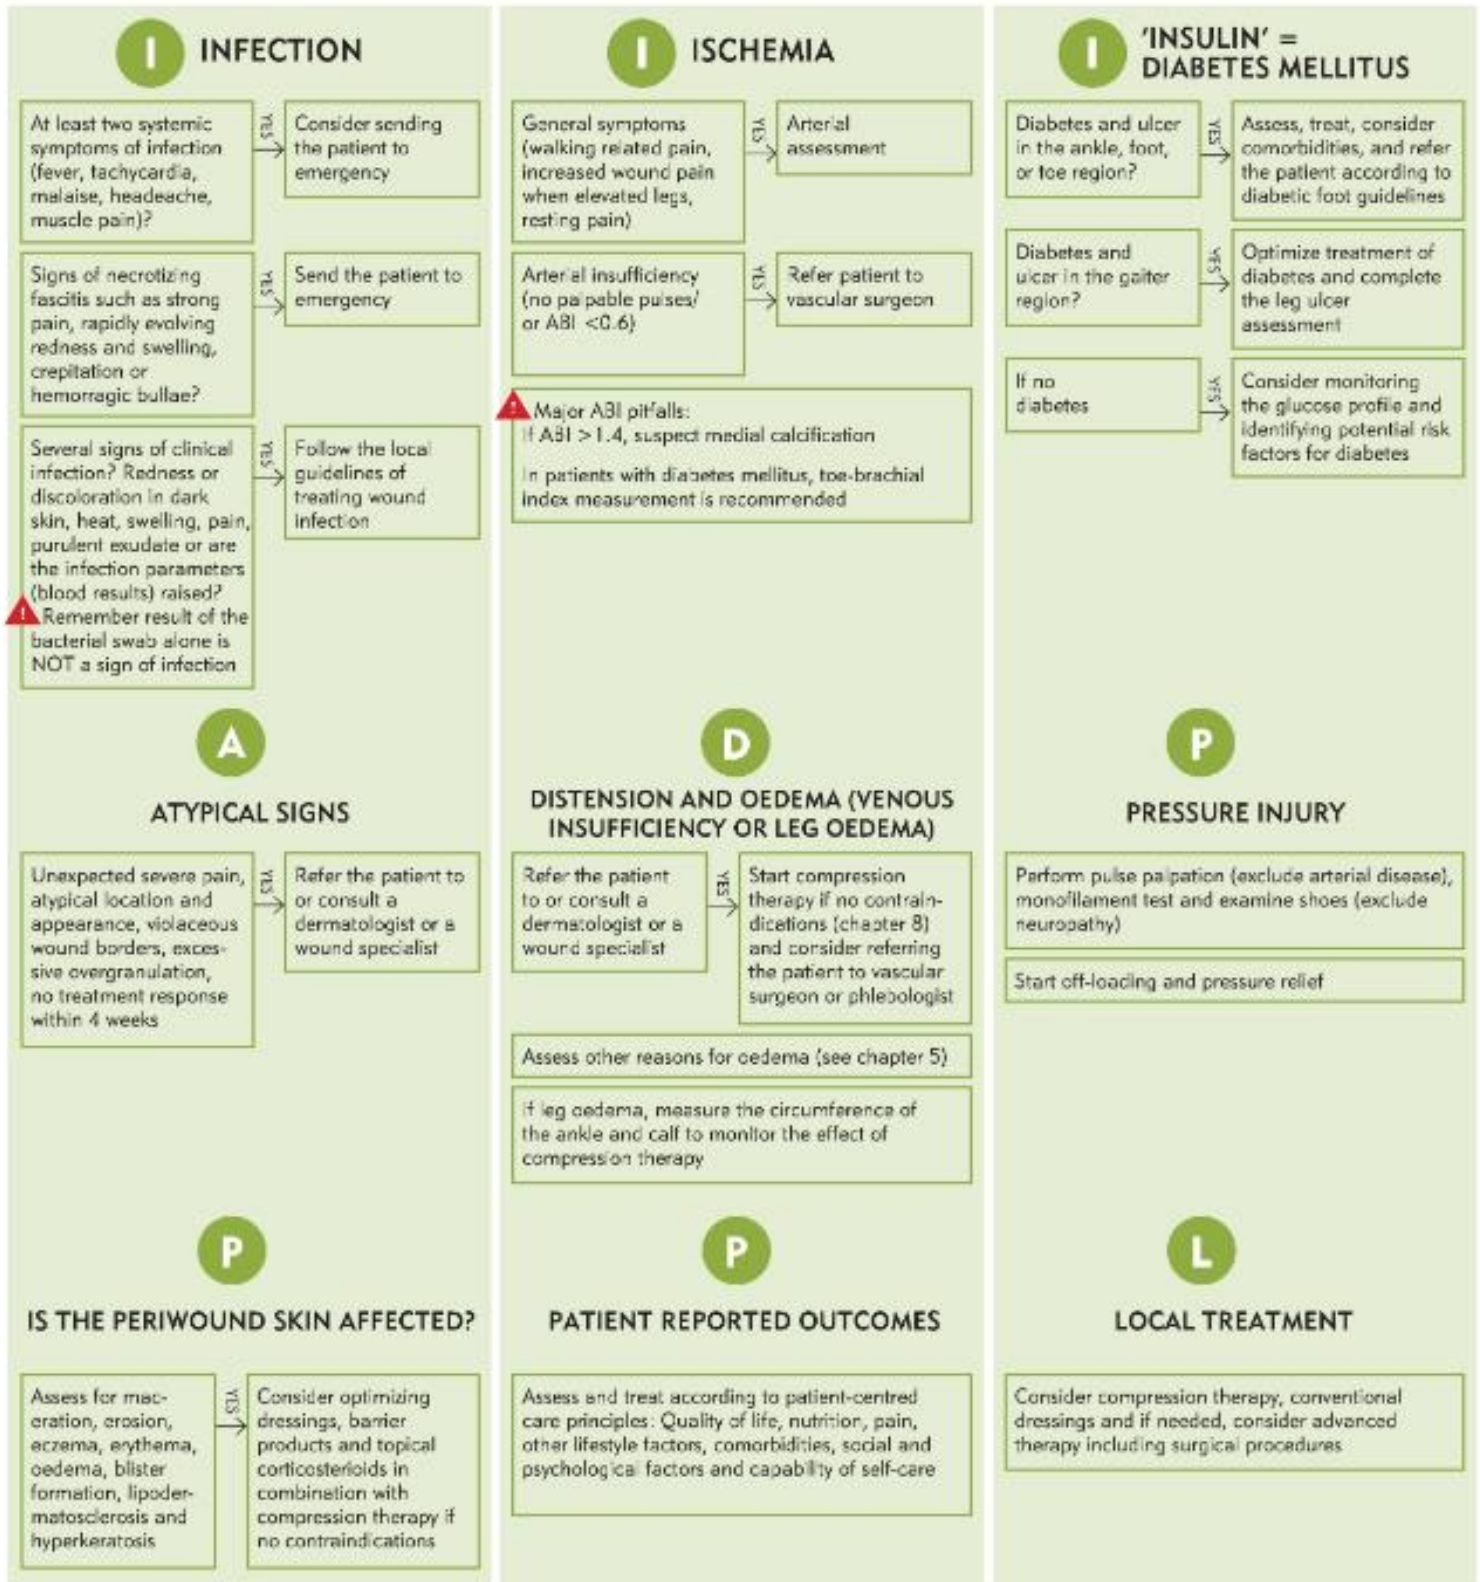 I INFECTION
At least two systemic
symptoms of infection
(fever, tachycardia,
malaise, headeache,
muscle pain)?
YES
Consider sending
the patient to
emergency
Signs of necrotizing
fascitis such as strong
pain, rapidly evolving
redness and swelling,
crepitation or
hemorragic bullae?
YES
Send the patient to
emergency
Several signs of clinical
infection? Redness or
discoloration in dark
skin, heat, swelling, pain,
purulent exudate or are
the infection parameters
(blood results) raised?
! Remember result of the
bacterial swab alone is
NOT a sign of infection
YES
Follow the local
guidelines of
treating wound
infection
I ISCHEMIA
General symptoms
(walking related pain,
increased wound pain
when elevated legs,
resting pain)
YES
Arterial
assessment
Arterial insufficiency
(no palpable pulses/
or ABI <0.6)
YES
Refer patient to
vascular surgeon
! Major ABI pitfalls:
If ABI >1.4, suspect medial calcification
In patients with diabetes mellitus, toe-brachial
index measurement is recommended
I 'INSULIN' =
DIABETES MELLITUS
Diabetes and ulcer
in the ankle, foot,
or toe region?
YES
Assess, treat, consider
comorbidities, and refer
the patient according to
diabetic foot guidelines
Diabetes and
ulcer in the gaiter
region?
YES
Optimize treatment of
diabetes and complete
the leg ulcer
assessment
If no
diabetes
YES
Consider monitoring
the glucose profile and
identifying potential risk
factors for diabetes
A
ATYPICAL SIGNS
Unexpected severe pain,
atypical location and
appearance, violaceous
wound borders, exces-
sive overgranulation,
no treatment response
within 4 weeks
YES
Refer the patient to
or consult a
dermatologist or a
wound specialist
D
DISTENSION AND OEDEMA (VENOUS
INSUFFICIENCY OR LEG OEDEMA)
Refer the patient
to or consult a
dermatologist or a
wound specialist
YES
Start compression
therapy if no contrain-
dications (chapter 8)
and consider referring
the patient to vascular
surgeon or phlebologist
Assess other reasons for oedema (see chapter 5)
If leg oedema, measure the circumference of
the ankle and calf to monitor the effect of
compression therapy
P
PRESSURE INJURY
Perform pulse palpation (exclude arterial disease),
monofilament test and examine shoes (exclude
neuropathy)
Start off-loading and pressure relief
P
IS THE PERIWOUND SKIN AFFECTED?
Assess for mac-
eration, erosion,
eczema, erythema,
oedema, blister
formation, lipoder-
matosclerosis and
hyperkeratosis
YES
Consider optimizing
dressings, barrier
products and topical
corticosterioids in
combination with
compression therapy if
no contraindications
P
PATIENT REPORTED OUTCOMES
Assess and treat according to patient-centred
care principles: Quality of life, nutrition, pain,
other lifestyle factors, comorbidities, social and
psychological factors and capability of self-care
L
LOCAL TREATMENT
Consider compression therapy, conventional
dressings and if needed, consider advanced
therapy including surgical procedures